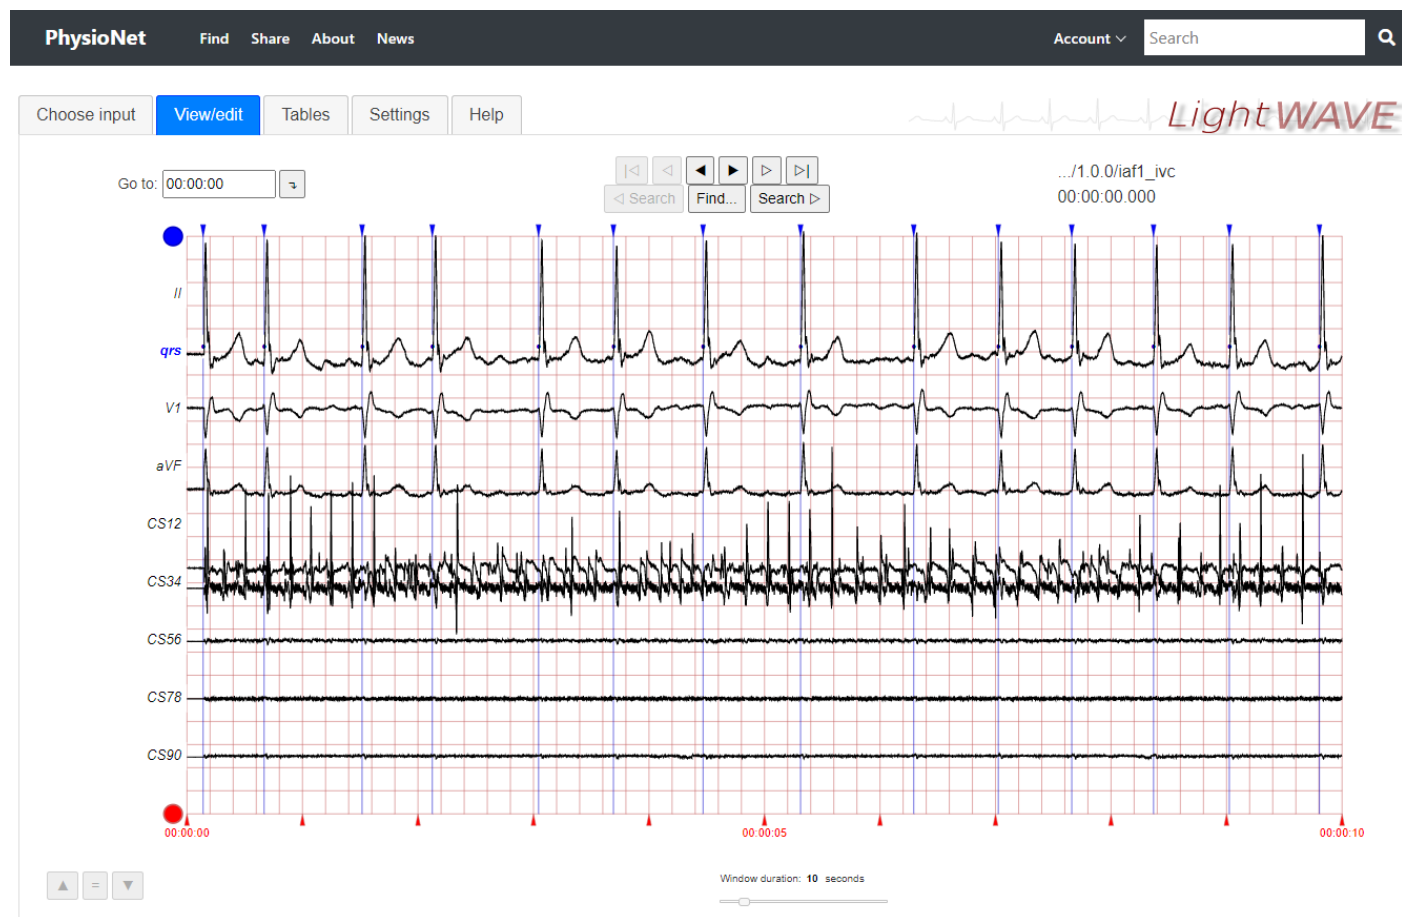 PhysioNet Find Share About News Account Search
Choose input View/edit Tables Settings Help LightWAVE
Go to: 00:00:00 .../1.0.0/iaf1_ivc
Search Find... Search 00:00:00.000
II
qrs
V1
aVF
CS12
CS34
CS56
CS78
CS90
00:00:00 00:00:05 00:00:10
= Window duration: 10 seconds